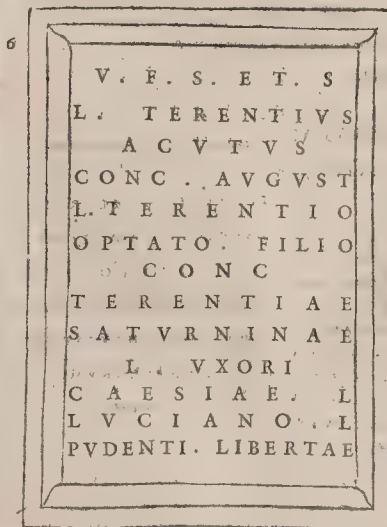 6
V. F. S. ET. S
L. TERENTIVS
ACVTVS
CONC. AVGVST
L. TERENTIO
OPTATO. FILIO
CONC
TERENTIAE
SATVRNINAE
L. VXORI
CAESIAE. L
LVCIANO. L
PVDENTI. LIBERTAE